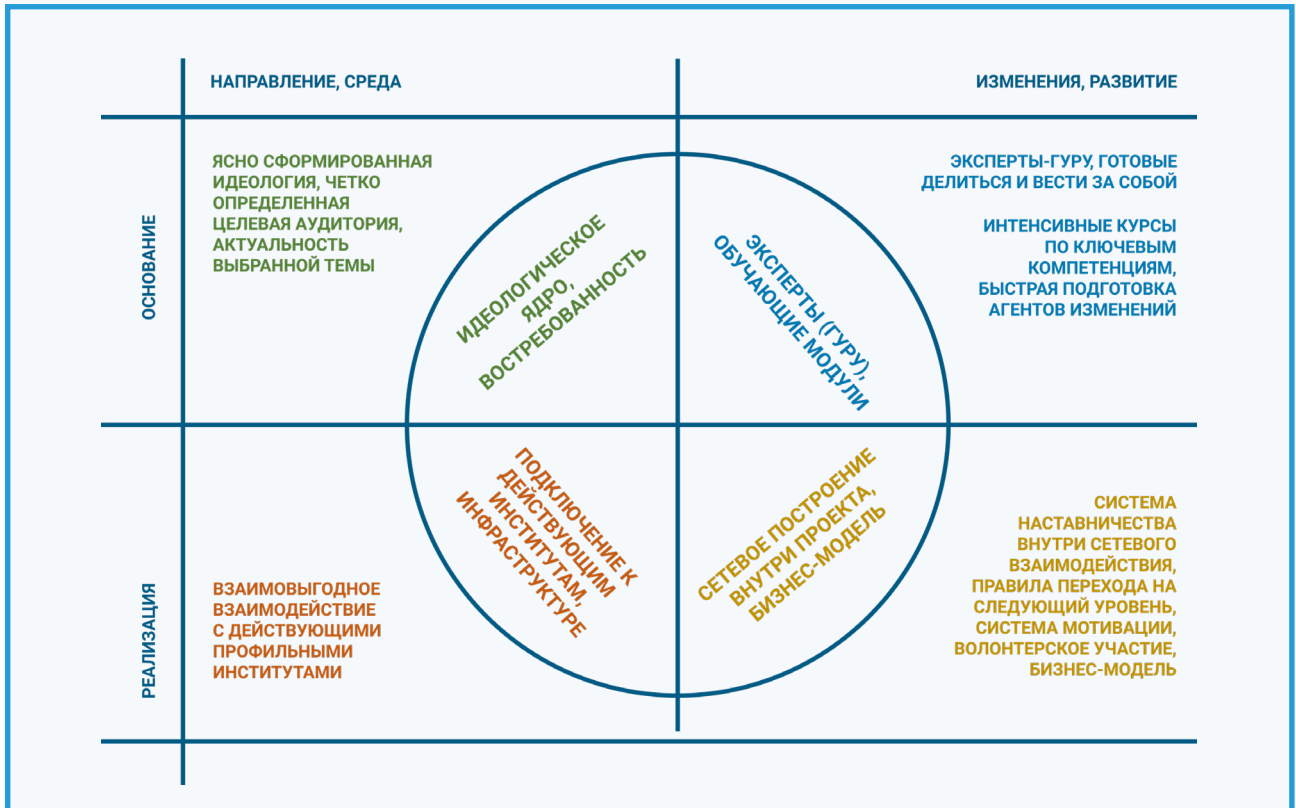 НАПРАВЛЕНИЕ, СРЕДА
ИЗМЕНЕНИЯ, РАЗВИТИЕ
ОСНОВАНИЕ
ЯСНО СФОРМИРОВАННАЯ
ИДЕОЛОГИЯ, ЧЕТКО
ОПРЕДЕЛЕННАЯ
ЦЕЛЕВАЯ АУДИТОРИЯ,
АКТУАЛЬНОСТЬ
ВЫБРАННОЙ ТЕМЫ
ИДЕОЛОГИЧЕСКОЕ
ЯДРО,
ВОСТРЕБОВАННОСТЬ
ЭКСПЕРТЫ (ГУРУ),
ОБУЧАЮЩИЕ МОДУЛИ
ЭКСПЕРТЫ-ГУРУ, ГОТОВЫЕ
ДЕЛИТЬСЯ И ВЕСТИ ЗА СОБОЙ
ИНТЕНСИВНЫЕ КУРСЫ
ПО КЛЮЧЕВЫМ
КОМПЕТЕНЦИЯМ,
БЫСТРАЯ ПОДГОТОВКА
АГЕНТОВ ИЗМЕНЕНИЙ
РЕАЛИЗАЦИЯ
ВЗАИМОВЫГОДНОЕ
ВЗАИМОДЕЙСТВИЕ
С ДЕЙСТВУЮЩИМИ
ПРОФИЛЬНЫМИ
ИНСТИТУТАМИ
ПОДКЛЮЧЕНИЕ К
ДЕЙСТВУЮЩИМ
ИНСТИТУТАМ,
ИНФРАСТРУКТУРЕ
СЕТЕВОЕ ПОСТРОЕНИЕ
ВНУТРИ ПРОЕКТА,
БИЗНЕС-МОДЕЛЬ
СИСТЕМА
НАСТАВНИЧЕСТВА
ВНУТРИ СЕТЕВОГО
ВЗАИМОДЕЙСТВИЯ,
ПРАВИЛА ПЕРЕХОДА НА
СЛЕДУЮЩИЙ УРОВЕНЬ,
СИСТЕМА МОТИВАЦИИ,
ВОЛОНТЕРСКОЕ УЧАСТИЕ,
БИЗНЕС-МОДЕЛЬ